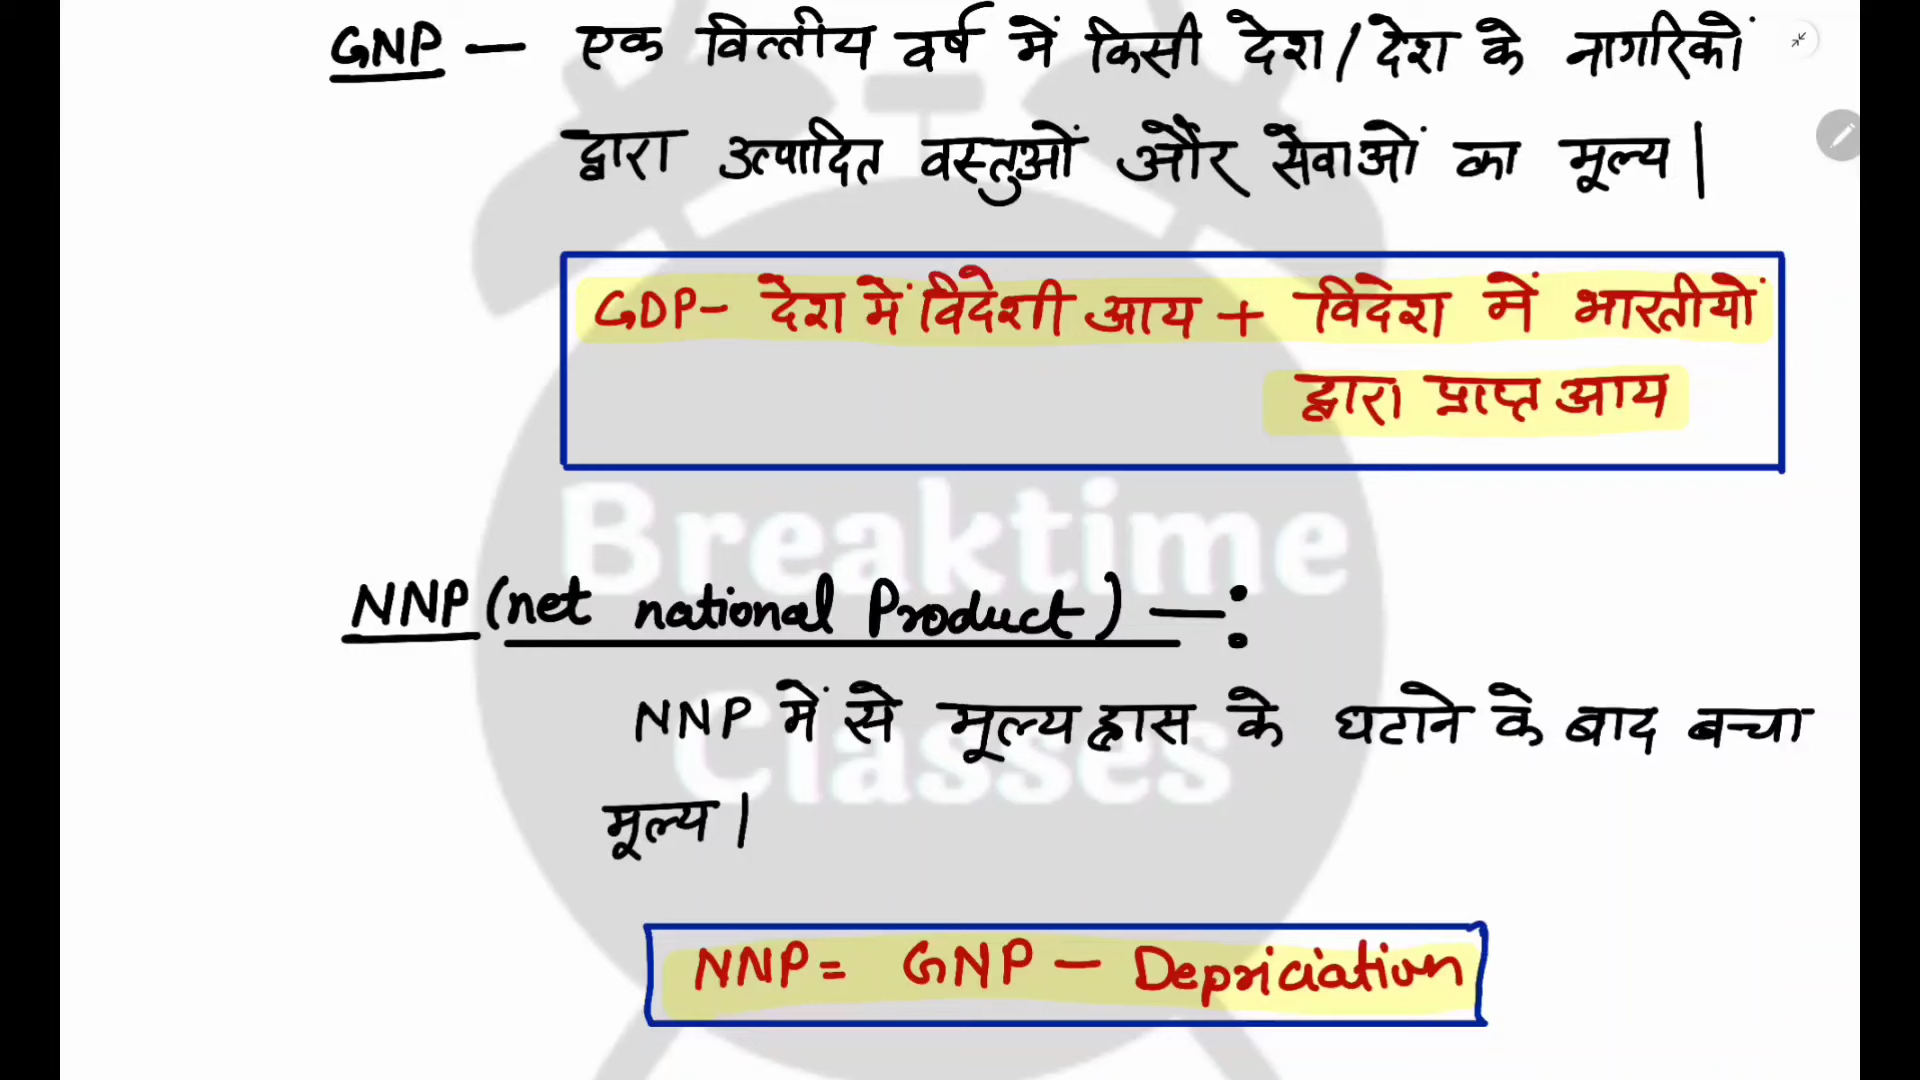 GNP — एक वित्तीय वर्ष में किसी देश/देश के नागरिकों
द्वारा उत्पादित वस्तुओं और सेवाओं का मूल्य |
GDP- देश में विदेशी आय + विदेश में भारतीयों
द्वारा प्राप्त आय
Breaktime
NNP (net national Product) —:
NNP में से मूल्यह्रास के घटाने के बाद बचा
Classes
मूल्य |
NNP = GNP - Depriciation